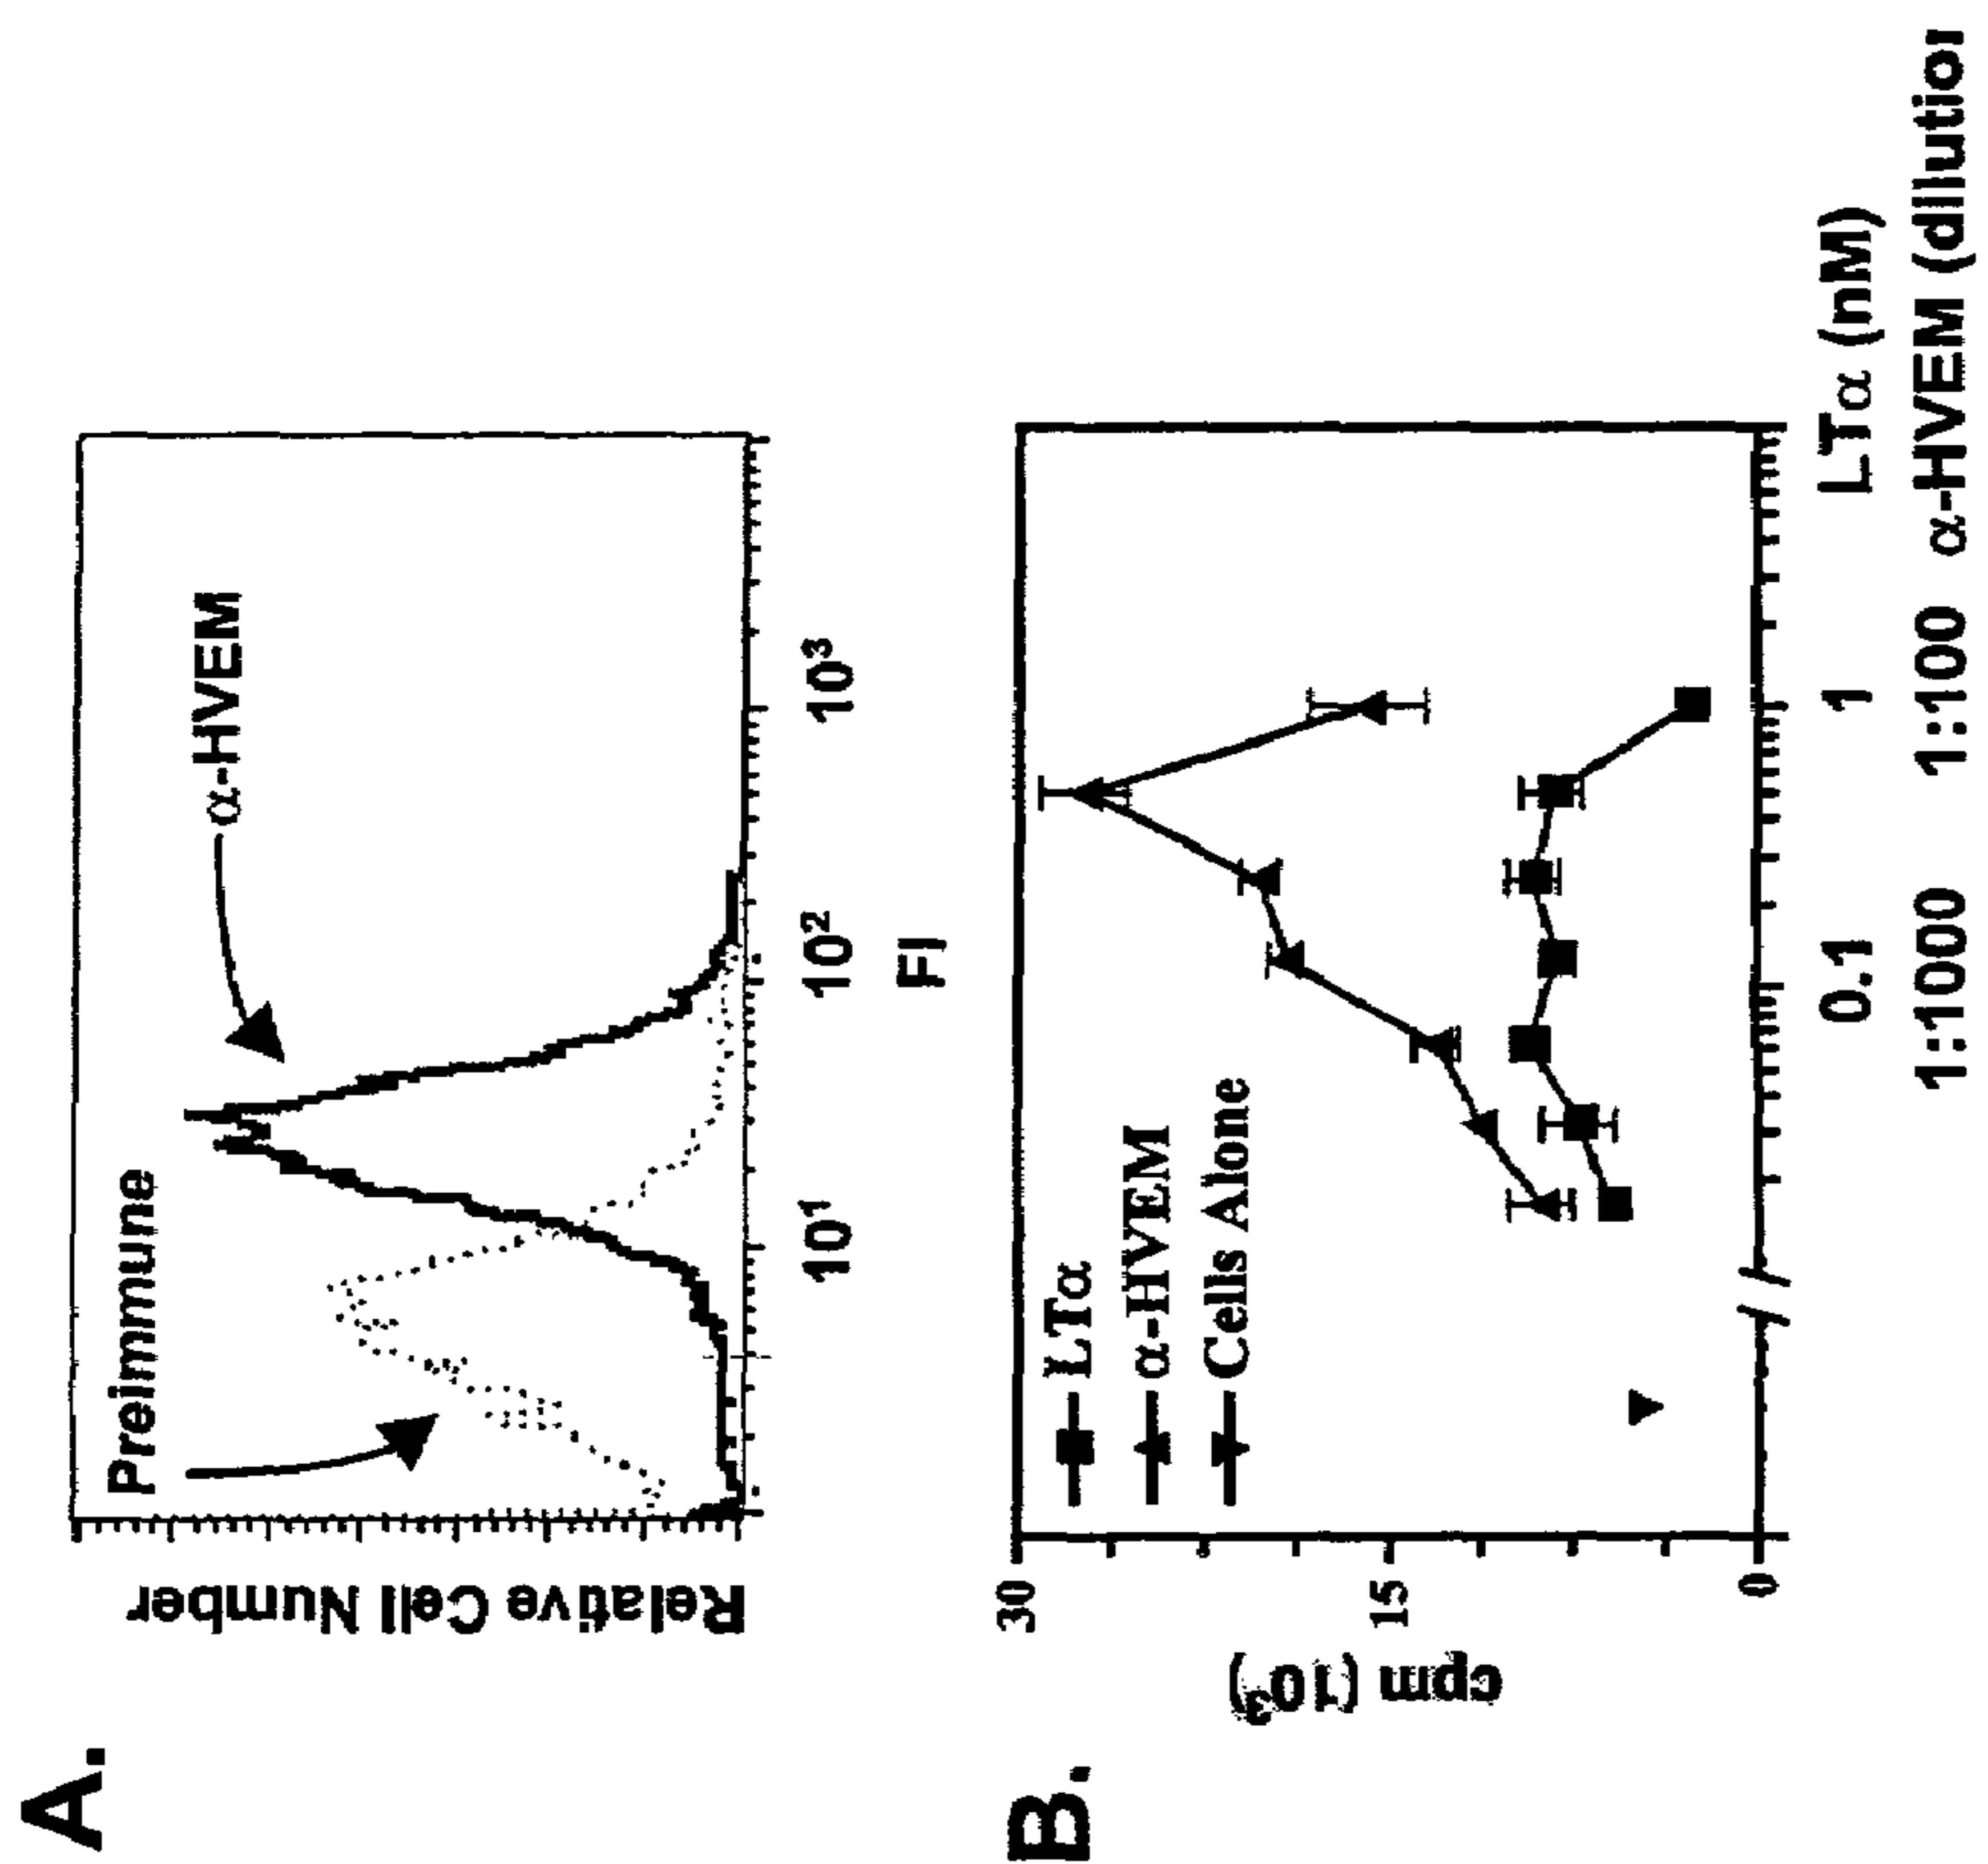 A.
Preimmune
α-HVEM
Relative Cell Number
10¹ 10² 10³
FI
B.
LTα
α-HVEM
Cells Alone
30
15
0
cpm (10³)
0.1 1 LTα (nM)
1:1000 1:100 α-HVEM (dilution